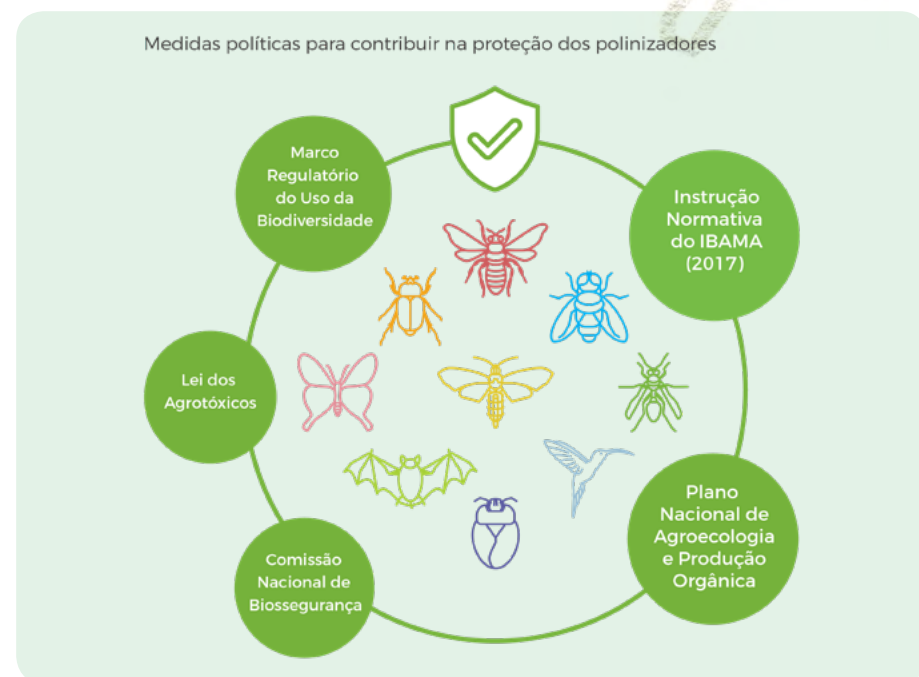 Medidas políticas para contribuir na proteção dos polinizadores
Marco
Regulatório
do Uso da
Biodiversidade
Instrução
Normativa
do IBAMA
(2017)
Lei dos
Agrotóxicos
Plano
Nacional de
Agroecologia
e Produção
Orgânica
Comissão
Nacional de
Biossegurança